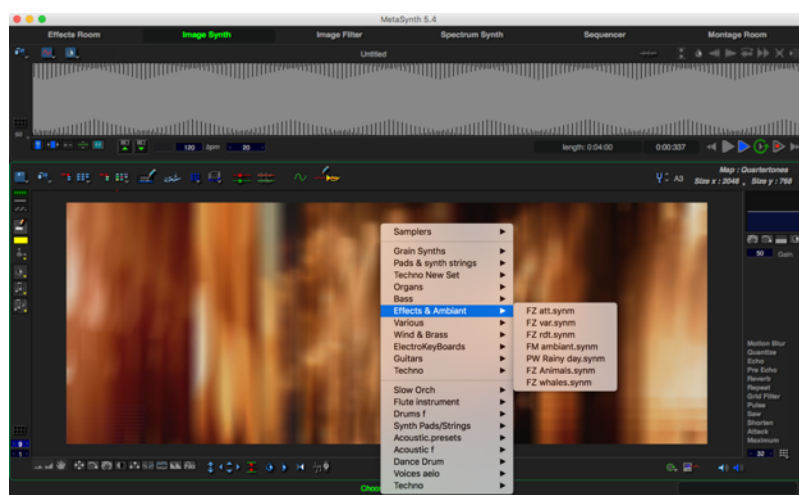 MetaSynth 5.4
Effects Room Image Synth Image Filter Spectrum Synth Sequencer Montage Room
Untitled
60
120 bpm 20 length: 0:04:00 0:00:337
A3 Map : Quartertones
Size x : 2048 , Size y : 768
50 Gain
Samplers
Grain Synths
Pads & synth strings
Techno New Set
Organs
Bass
Effects & Ambiant
Various
Wind & Brass
ElectroKeyBoards
Guitars
Techno
Slow Orch
Flute instrument
Drums f
Synth Pads/Strings
Acoustic.presets
Acoustic f
Dance Drum
Voices aeio
Techno
FZ att.synm
FZ var.synm
FZ rdt.synm
FM ambiant.synm
PW Rainy day.synm
FZ Animals.synm
FZ whales.synm
Motion Blur
Quantize
Echo
Pre Echo
Reverb
Repeat
Grid Filter
Pulse
Saw
Shorten
Attack
Maximum
9
1
32
Choo